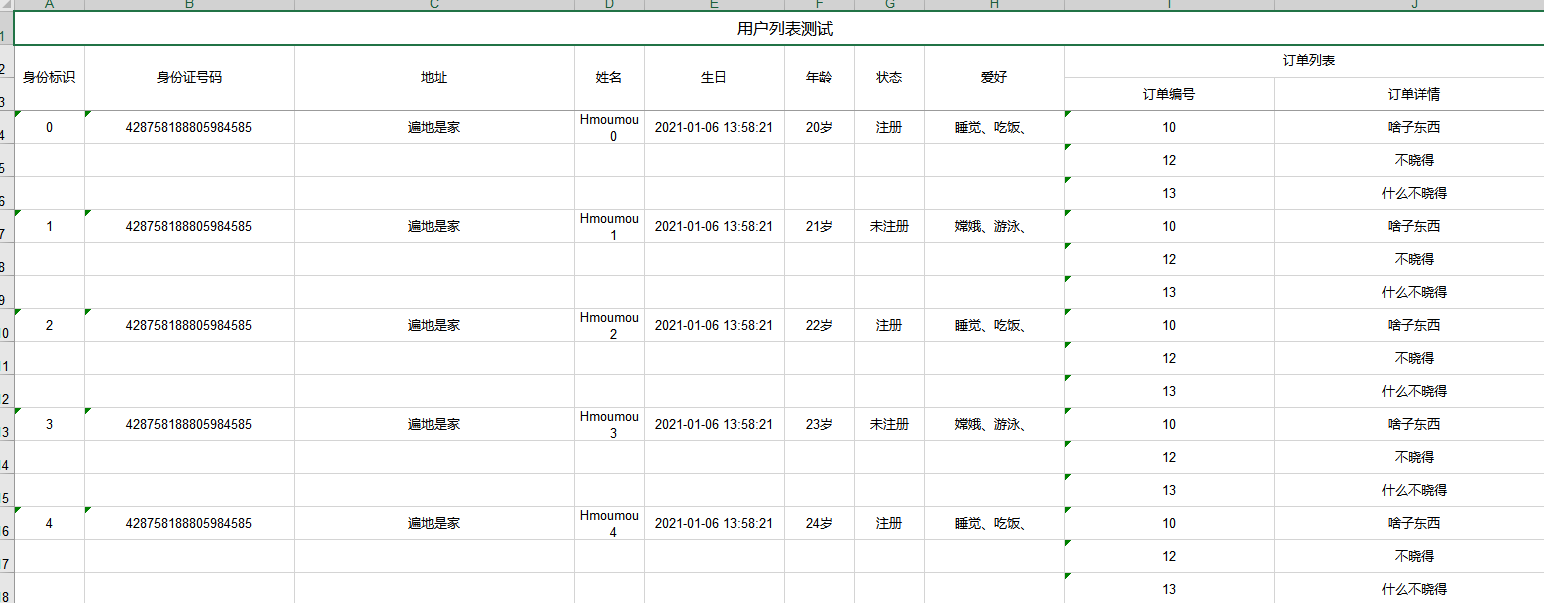 A B C D E F G H I J
1 用户列表测试
2 订单列表
身份标识 身份证号码 地址 姓名 生日 年龄 状态 爱好
3 订单编号 订单详情
4 0 428758188805984585 遍地是家 Hmoumou 2021-01-06 13:58:21 20岁 注册 睡觉、吃饭、 10 啥子东西
0
5 12 不晓得
6 13 什么不晓得
7 1 428758188805984585 遍地是家 Hmoumou 2021-01-06 13:58:21 21岁 未注册 嫦娥、游泳、 10 啥子东西
1
8 12 不晓得
9 13 什么不晓得
10 2 428758188805984585 遍地是家 Hmoumou 2021-01-06 13:58:21 22岁 注册 睡觉、吃饭、 10 啥子东西
2
11 12 不晓得
12 13 什么不晓得
13 3 428758188805984585 遍地是家 Hmoumou 2021-01-06 13:58:21 23岁 未注册 嫦娥、游泳、 10 啥子东西
3
14 12 不晓得
15 13 什么不晓得
16 4 428758188805984585 遍地是家 Hmoumou 2021-01-06 13:58:21 24岁 注册 睡觉、吃饭、 10 啥子东西
4
17 12 不晓得
18 13 什么不晓得